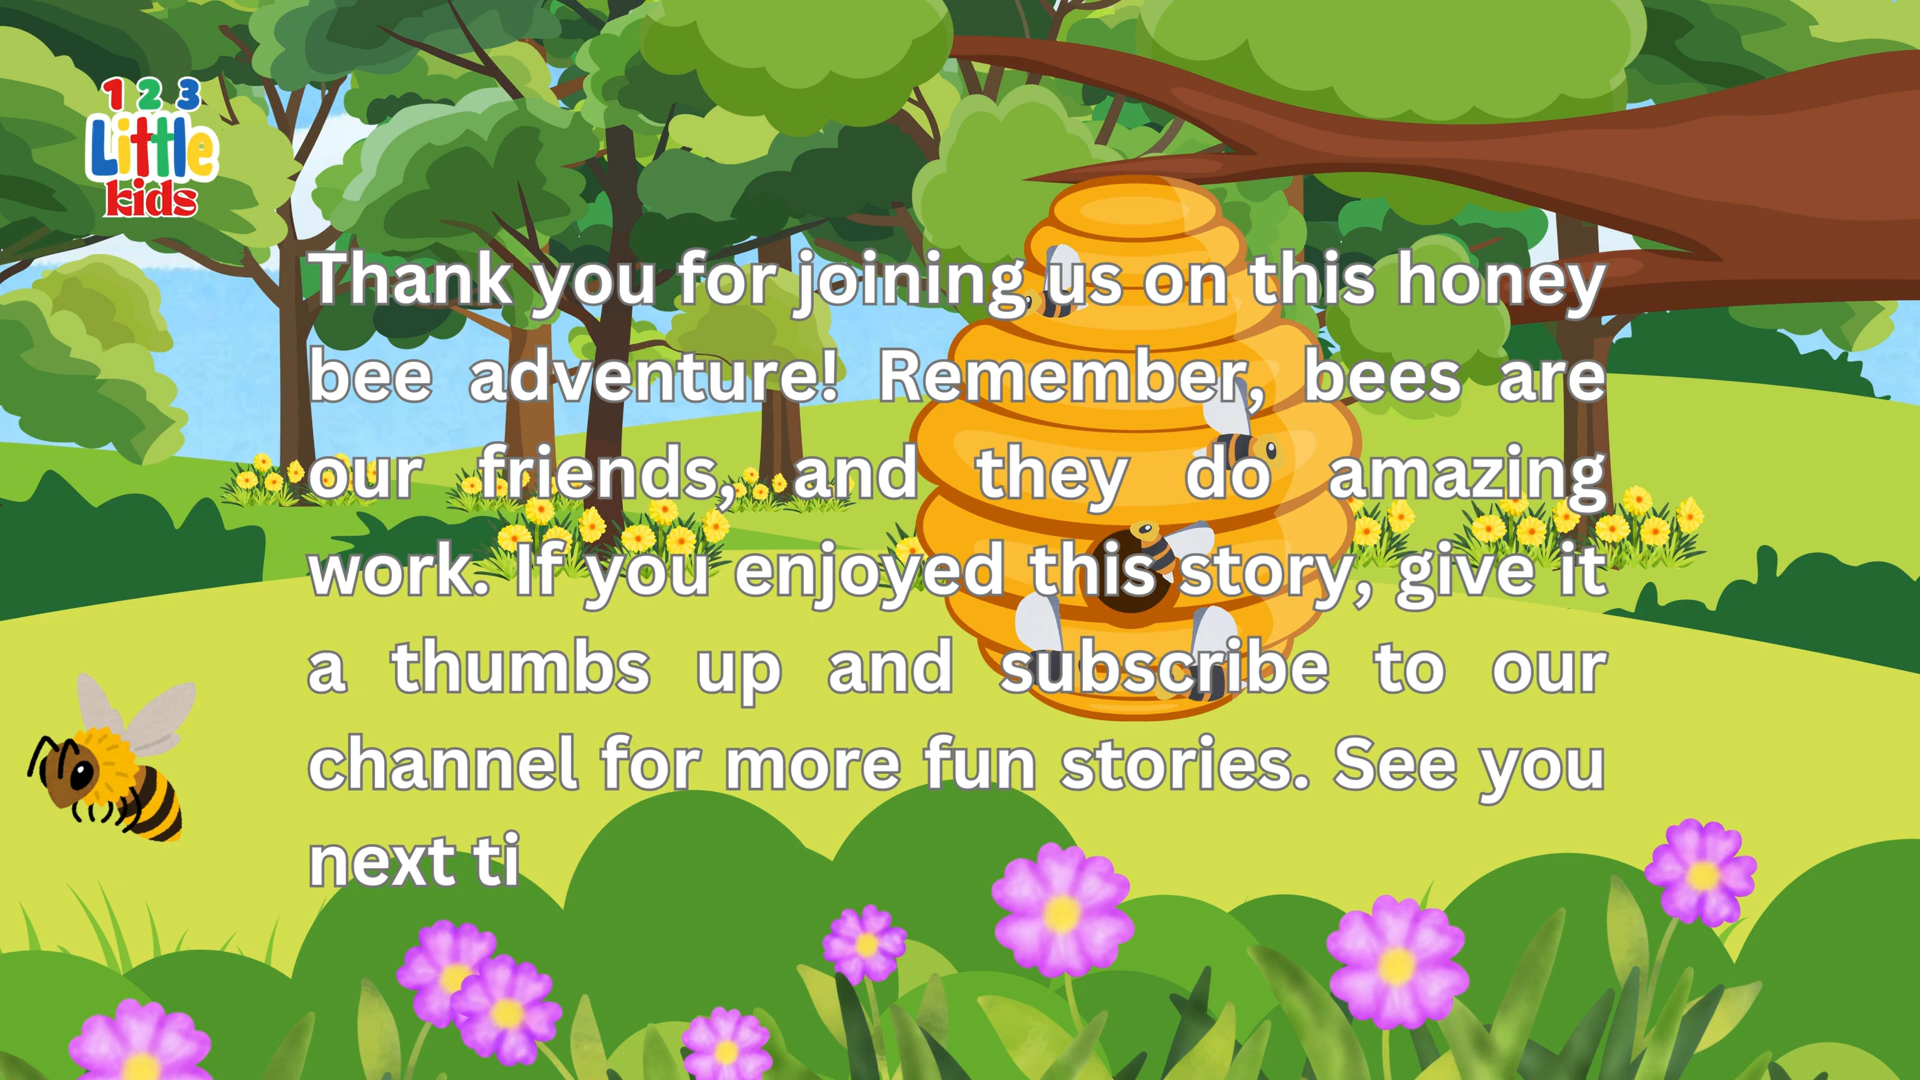 1 2 3
Little
kids
Thank you for joining us on this honey
bee adventure! Remember, bees are
our friends, and they do amazing
work. If you enjoyed this story, give it
a thumbs up and subscribe to our
channel for more fun stories. See you
next ti